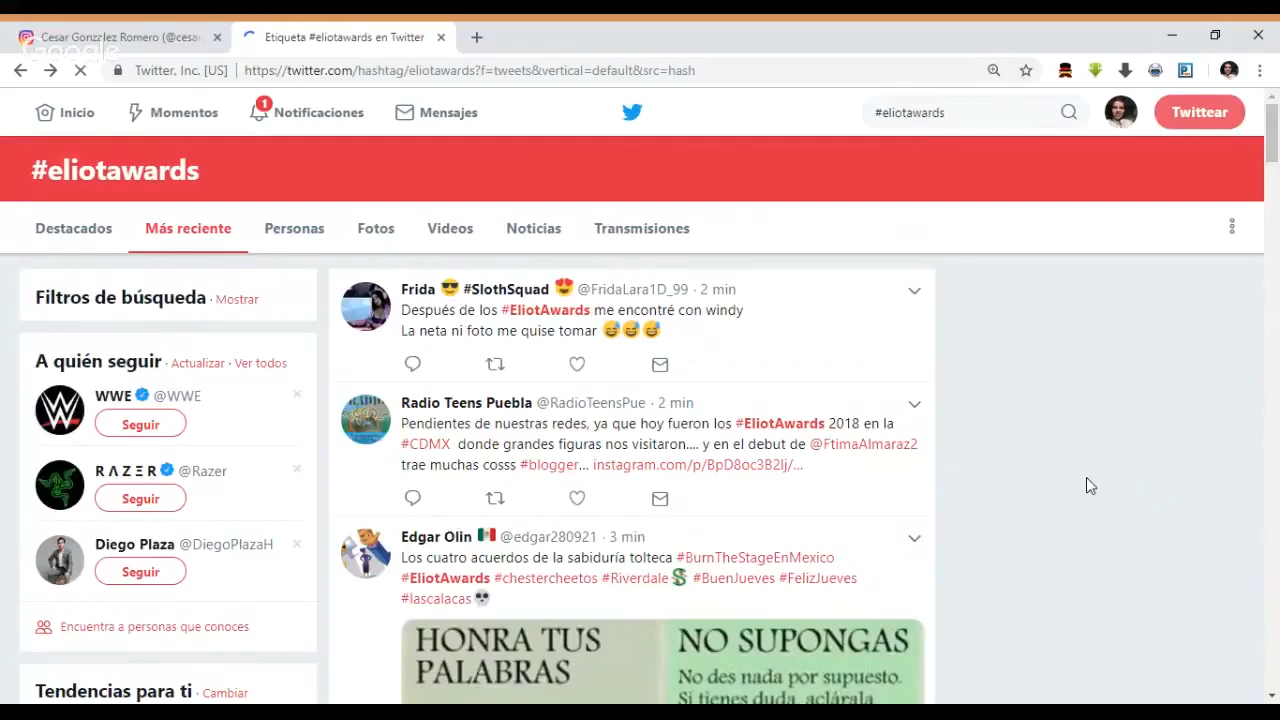 Cesar Gonzrlez Romero (@cesar
Etiqueta #eliotawards en Twitter
Google
Twitter, Inc. [US]
https://twitter.com/hashtag/eliotawards?f=tweets&vertical=default&src=hash
Inicio
Momentos
1
Notificaciones
Mensajes
#eliotawards
Twittear
#eliotawards
Destacados
Más reciente
Personas
Fotos
Videos
Noticias
Transmisiones
Filtros de búsqueda · Mostrar
A quién seguir · Actualizar · Ver todos
WWE @WWE
Seguir
R Λ Z Ξ R @Razer
Seguir
Diego Plaza @DiegoPlazaH
Seguir
Encuentra a personas que conoces
Tendencias para ti · Cambiar
Frida 😎 #SlothSquad 😍 @FridaLara1D_99 · 2 min
Después de los #EliotAwards me encontré con windy
La neta ni foto me quise tomar 😅😅😅
Radio Teens Puebla @RadioTeensPue · 2 min
Pendientes de nuestras redes, ya que hoy fueron los #EliotAwards 2018 en la
#CDMX donde grandes figuras nos visitaron.... y en el debut de @FtimaAlmaraz2
trae muchas cosss #blogger... instagram.com/p/BpD8oc3B2lj/...
Edgar Olin 🇲🇽 @edgar280921 · 3 min
Los cuatro acuerdos de la sabiduría tolteca #BurnTheStageEnMexico
#EliotAwards #chestercheetos #Riverdale #BuenJueves #FelizJueves
#lascalacas💀
HONRA TUS
PALABRAS
NO SUPONGAS
No des nada por supuesto.
Si tienes duda, aclárala